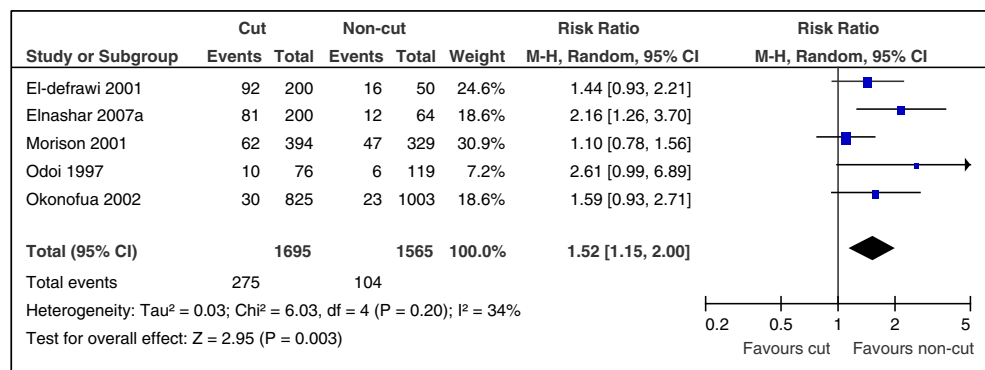 Cut Non-cut Risk Ratio Risk Ratio
Study or Subgroup Events Total Events Total Weight M-H, Random, 95% CI M-H, Random, 95% CI
El-defrawi 2001 92 200 16 50 24.6% 1.44 [0.93, 2.21]
Elnashar 2007a 81 200 12 64 18.6% 2.16 [1.26, 3.70]
Morison 2001 62 394 47 329 30.9% 1.10 [0.78, 1.56]
Odoi 1997 10 76 6 119 7.2% 2.61 [0.99, 6.89]
Okonofua 2002 30 825 23 1003 18.6% 1.59 [0.93, 2.71]
Total (95% CI) 1695 1565 100.0% 1.52 [1.15, 2.00]
Total events 275 104
Heterogeneity: Tau² = 0.03; Chi² = 6.03, df = 4 (P = 0.20); I² = 34%
Test for overall effect: Z = 2.95 (P = 0.003)
0.2 0.5 1 2 5
Favours cut Favours non-cut